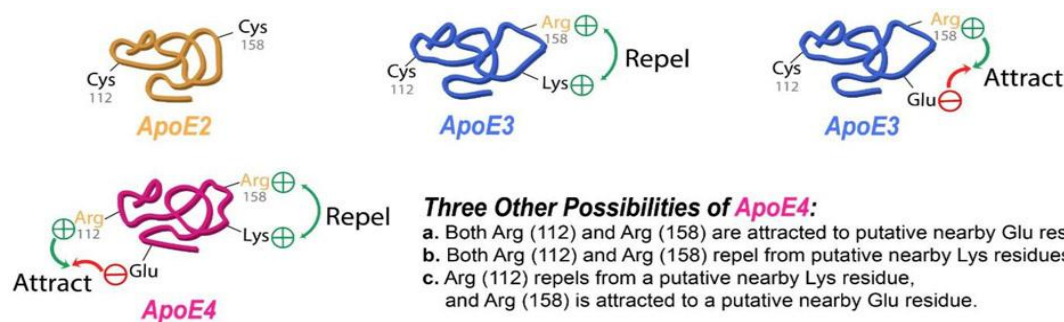 Cys
158
Cys
112
ApoE2
Arg
158
Repel
Cys
112
Lys
ApoE3
Arg
158
Cys
112
Attract
Glu
ApoE3
Arg
158
Arg
112
Lys
Repel
Glu
Attract
ApoE4
Three Other Possibilities of ApoE4:
a. Both Arg (112) and Arg (158) are attracted to putative nearby Glu res
b. Both Arg (112) and Arg (158) repel from putative nearby Lys residues
c. Arg (112) repels from a putative nearby Lys residue,
and Arg (158) is attracted to a putative nearby Glu residue.